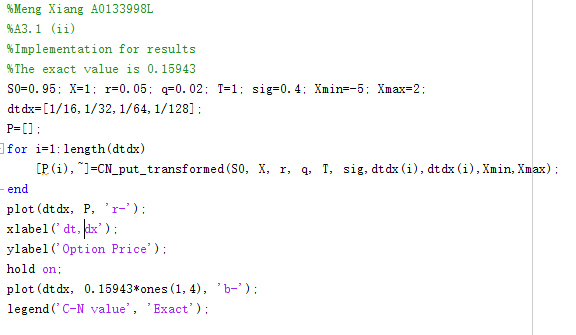 %Meng Xiang A0133998L
%A3.1 (ii)
%Implementation for results
%The exact value is 0.15943
S0=0.95; X=1; r=0.05; q=0.02; T=1; sig=0.4; Xmin=-5; Xmax=2;
dtdx=[1/16,1/32,1/64,1/128];
P=[];
for i=1:length(dtdx)
[P(i),~]=CN_put_transformed(S0, X, r, q, T, sig,dtdx(i),dtdx(i),Xmin,Xmax);
end
plot(dtdx, P, 'r-');
xlabel('dt,dx');
ylabel('Option Price');
hold on;
plot(dtdx, 0.15943*ones(1,4), 'b-');
legend('C-N value', 'Exact');